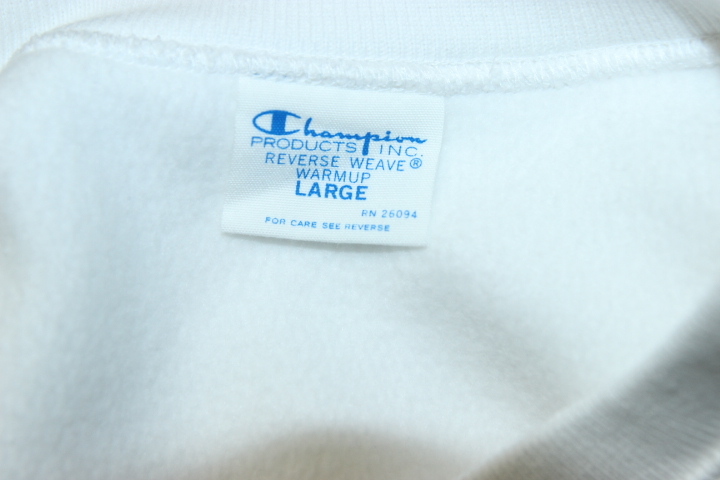 Champion
PRODUCTS INC.
REVERSE WEAVE®
WARMUP
LARGE
RN 26094
FOR CARE SEE REVERSE